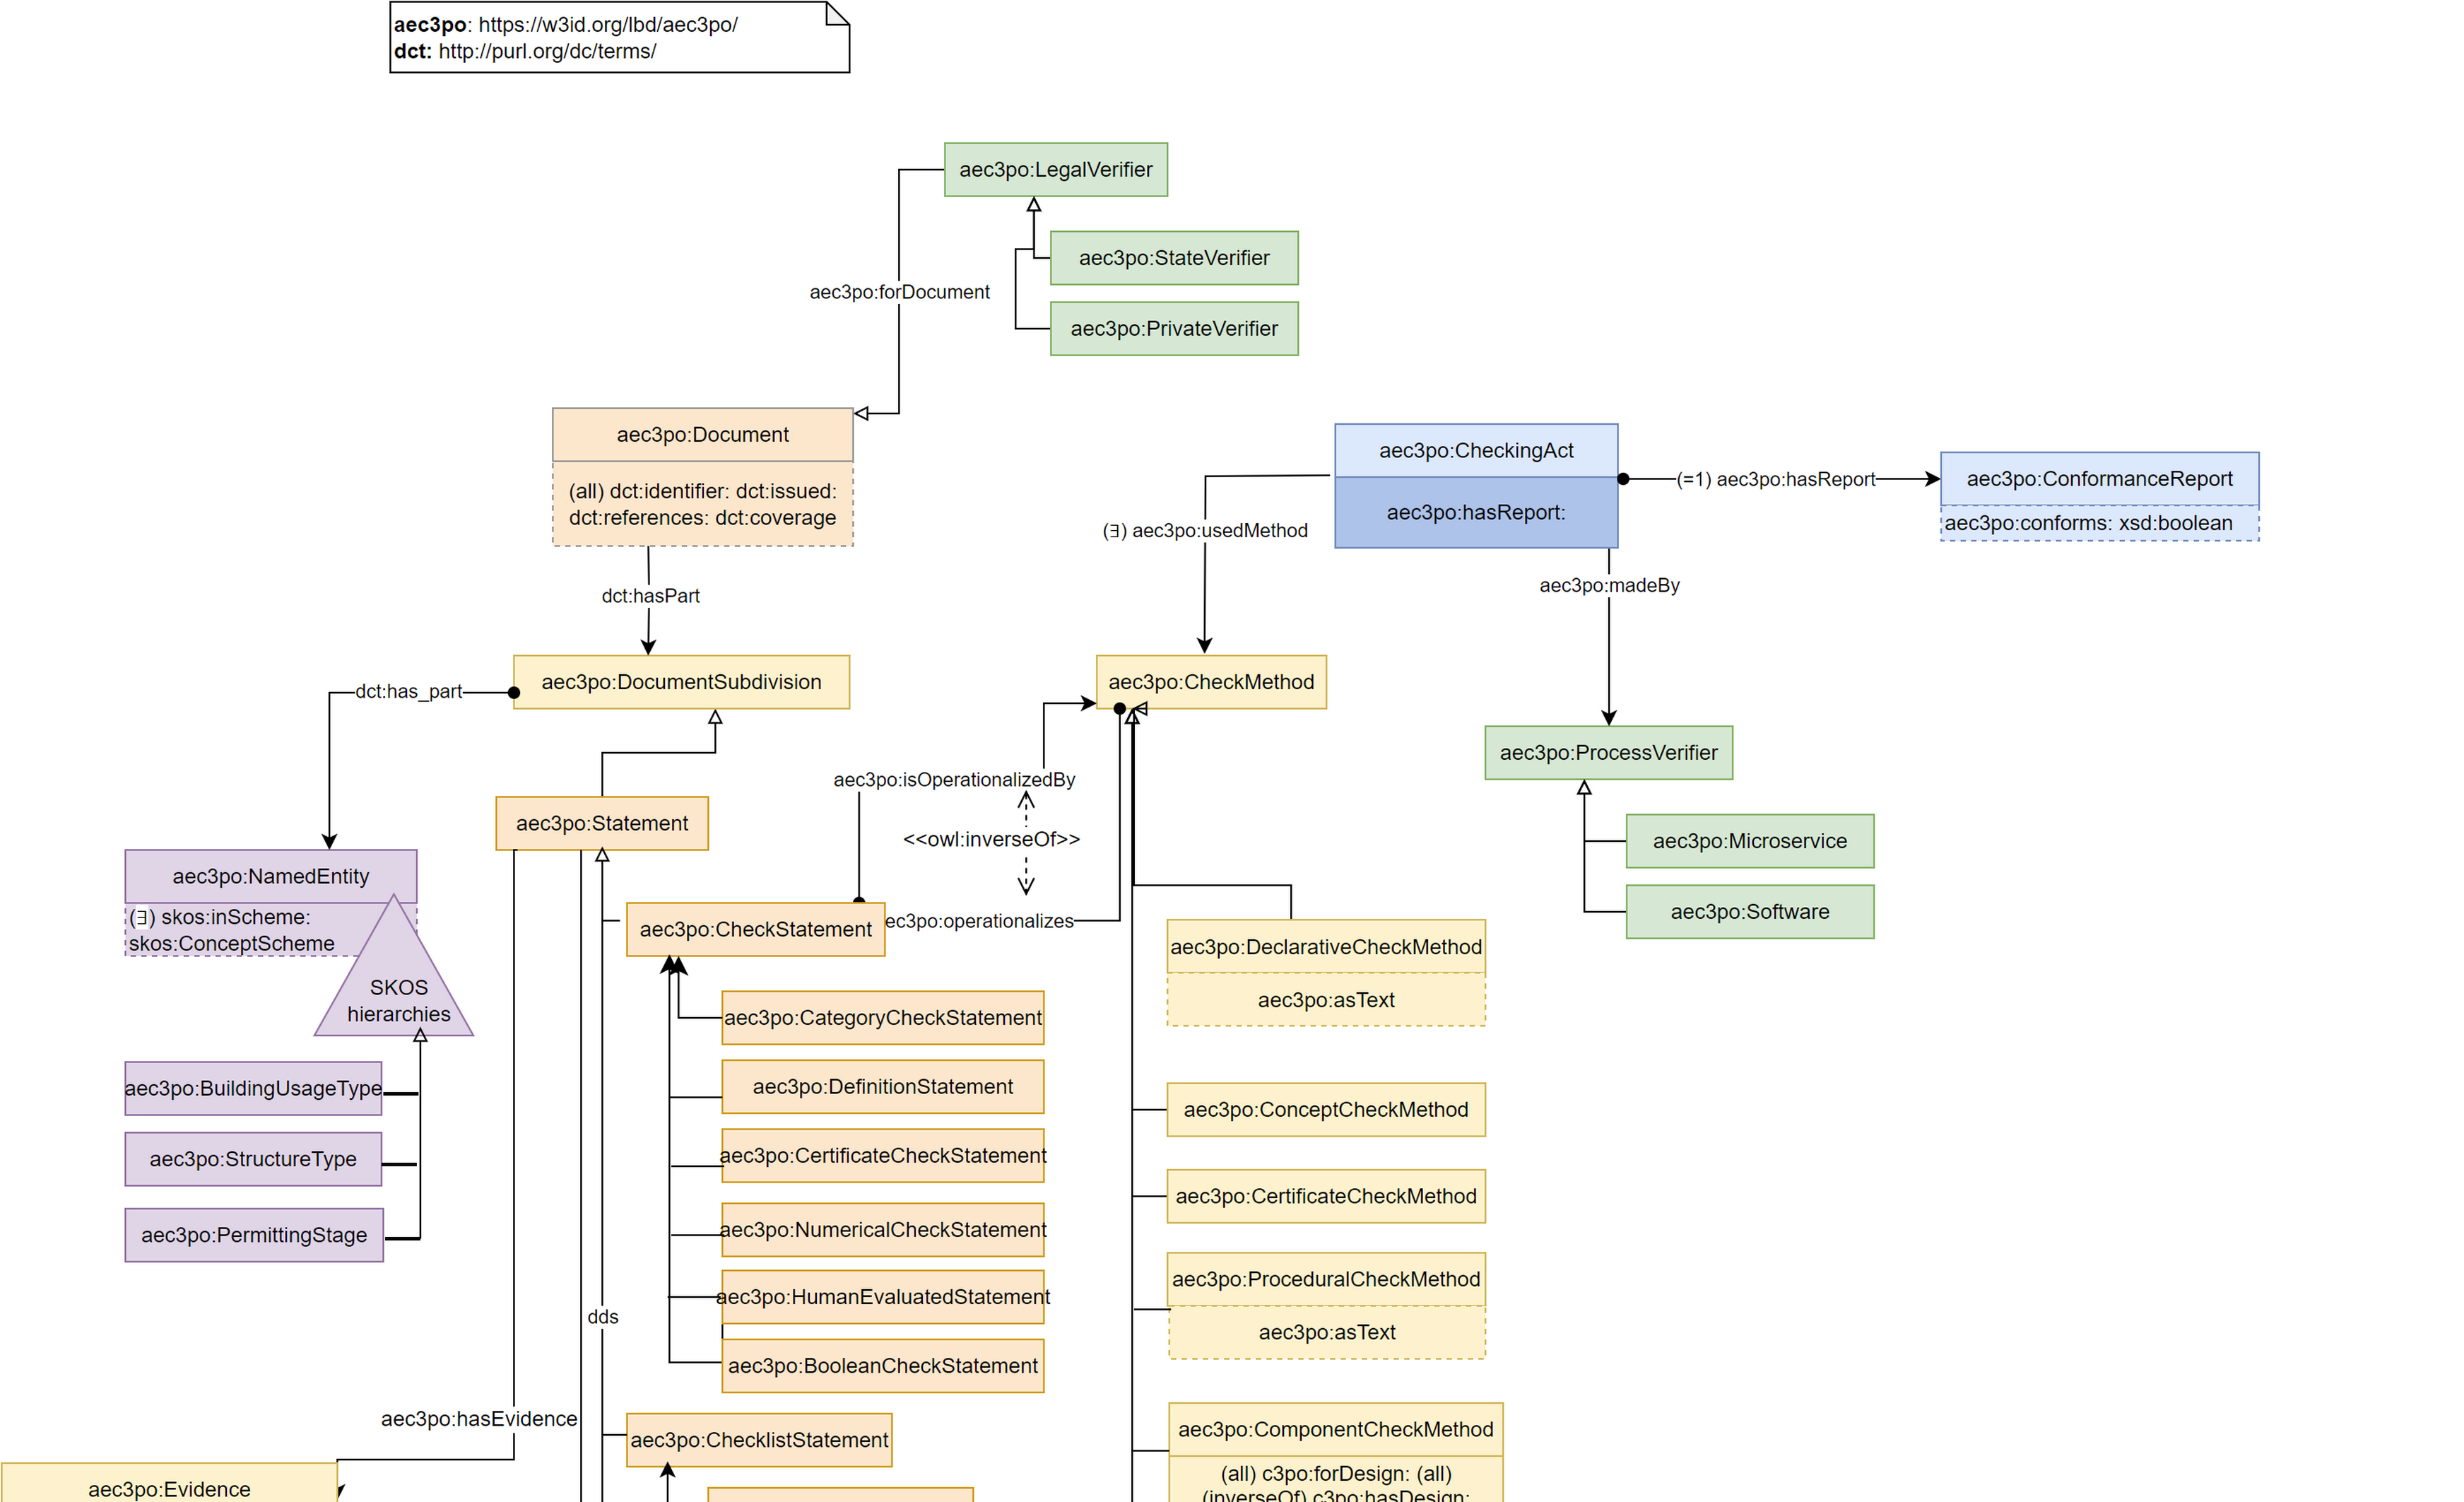 aec3po: https://w3id.org/lbd/aec3po/
dct: http://purl.org/dc/terms/
aec3po:LegalVerifier
aec3po:StateVerifier
aec3po:forDocument
aec3po:PrivateVerifier
aec3po:Document
(all) dct:identifier: dct:issued:
dct:references: dct:coverage
aec3po:CheckingAct
aec3po:hasReport:
(=1) aec3po:hasReport
aec3po:ConformanceReport
aec3po:conforms: xsd:boolean
(∃) aec3po:usedMethod
aec3po:madeBy
dct:hasPart
dct:has_part
aec3po:DocumentSubdivision
aec3po:CheckMethod
aec3po:ProcessVerifier
aec3po:isOperationalizedBy
<<owl:inverseOf>>
ec3po:operationalizes
aec3po:Statement
aec3po:Microservice
aec3po:Software
aec3po:NamedEntity
(∃) skos:inScheme:
skos:ConceptScheme
SKOS
hierarchies
aec3po:CheckStatement
aec3po:DeclarativeCheckMethod
aec3po:asText
aec3po:CategoryCheckStatement
aec3po:BuildingUsageType
aec3po:DefinitionStatement
aec3po:ConceptCheckMethod
aec3po:StructureType
aec3po:CertificateCheckStatement
aec3po:CertificateCheckMethod
aec3po:PermittingStage
aec3po:NumericalCheckStatement
aec3po:ProceduralCheckMethod
aec3po:asText
aec3po:HumanEvaluatedStatement
dds
aec3po:BooleanCheckStatement
aec3po:hasEvidence
aec3po:ChecklistStatement
aec3po:ComponentCheckMethod
(all) c3po:forDesign: (all)
(inverseOf) c3po:hasDesign:
aec3po:Evidence